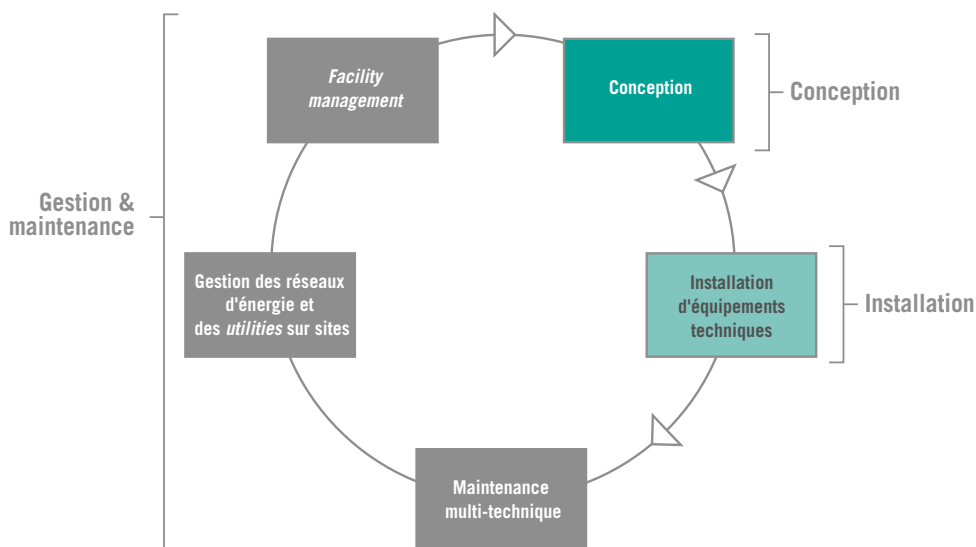 Facility
management
Conception
Conception
Gestion &
maintenance
Gestion des réseaux
d'énergie et
des utilities sur sites
Installation
d'équipements
techniques
Installation
Maintenance
multi-technique